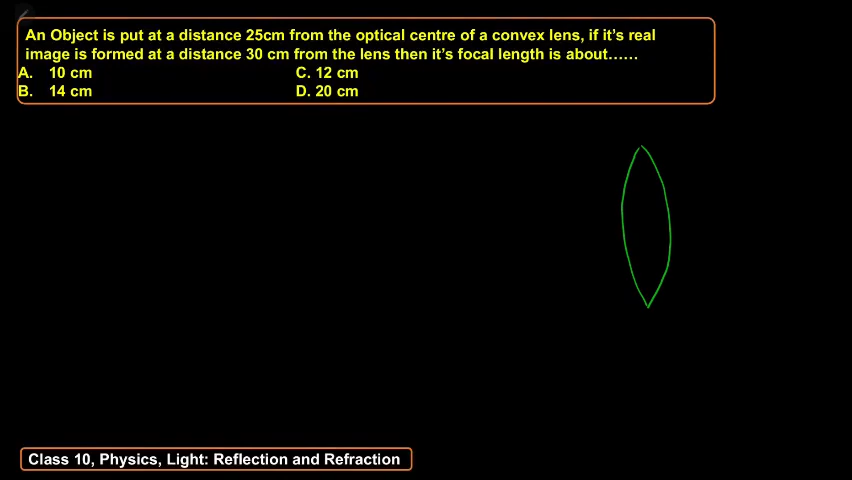 An Object is put at a distance 25cm from the optical centre of a convex lens, if it's real
image is formed at a distance 30 cm from the lens then it's focal length is about......
A. 10 cm C. 12 cm
B. 14 cm D. 20 cm
Class 10, Physics, Light: Reflection and Refraction